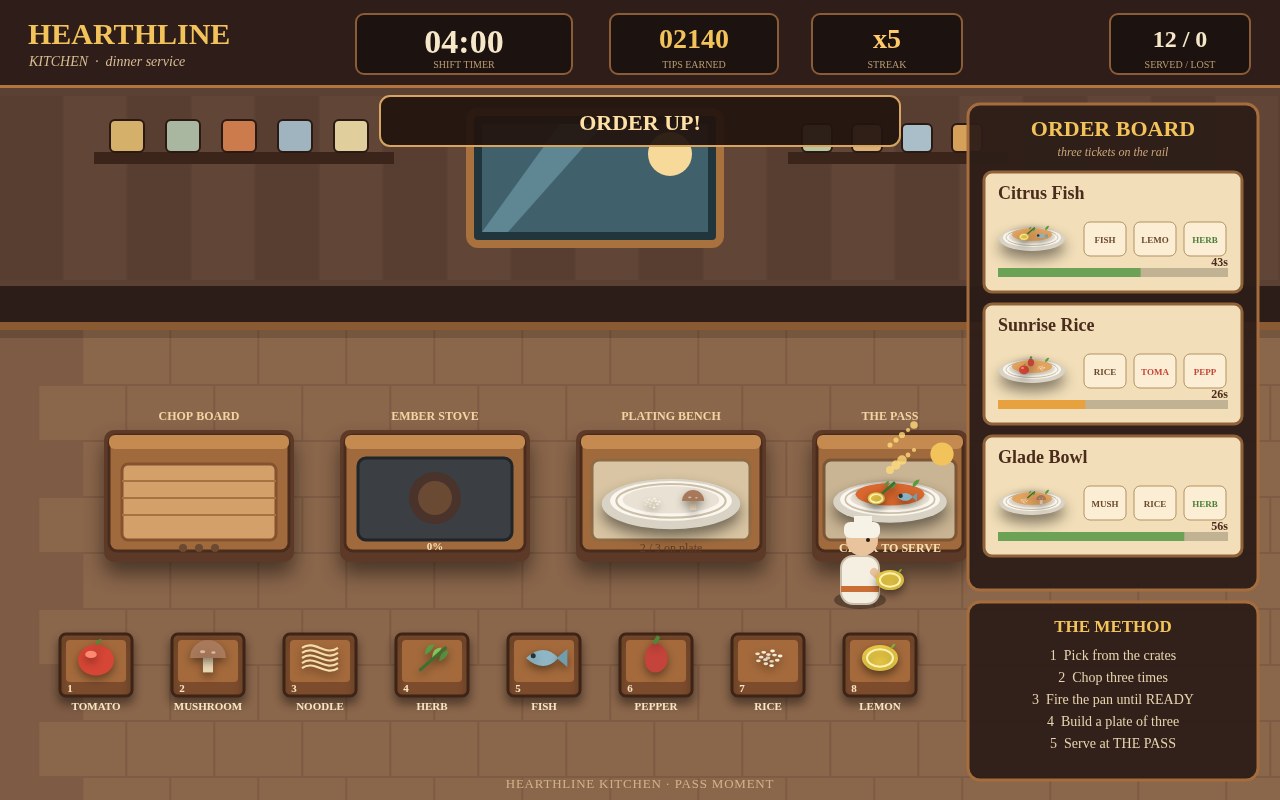 HEARTHLINE
KITCHEN · dinner service
04:00
SHIFT TIMER
02140
TIPS EARNED
x5
STREAK
12 / 0
SERVED / LOST
ORDER UP!
ORDER BOARD
three tickets on the rail
Citrus Fish
FISH LEMO HERB
43s
Sunrise Rice
RICE TOMA PEPP
26s
Glade Bowl
MUSH RICE HERB
56s
CHOP BOARD
EMBER STOVE
PLATING BENCH
THE PASS
0%
2 / 3 on plate
TO SERVE
1
TOMATO
2
MUSHROOM
3
NOODLE
4
HERB
5
FISH
6
PEPPER
7
RICE
8
LEMON
THE METHOD
1 Pick from the crates
2 Chop three times
3 Fire the pan until READY
4 Build a plate of three
5 Serve at THE PASS
HEARTHLINE KITCHEN · PASS MOMENT